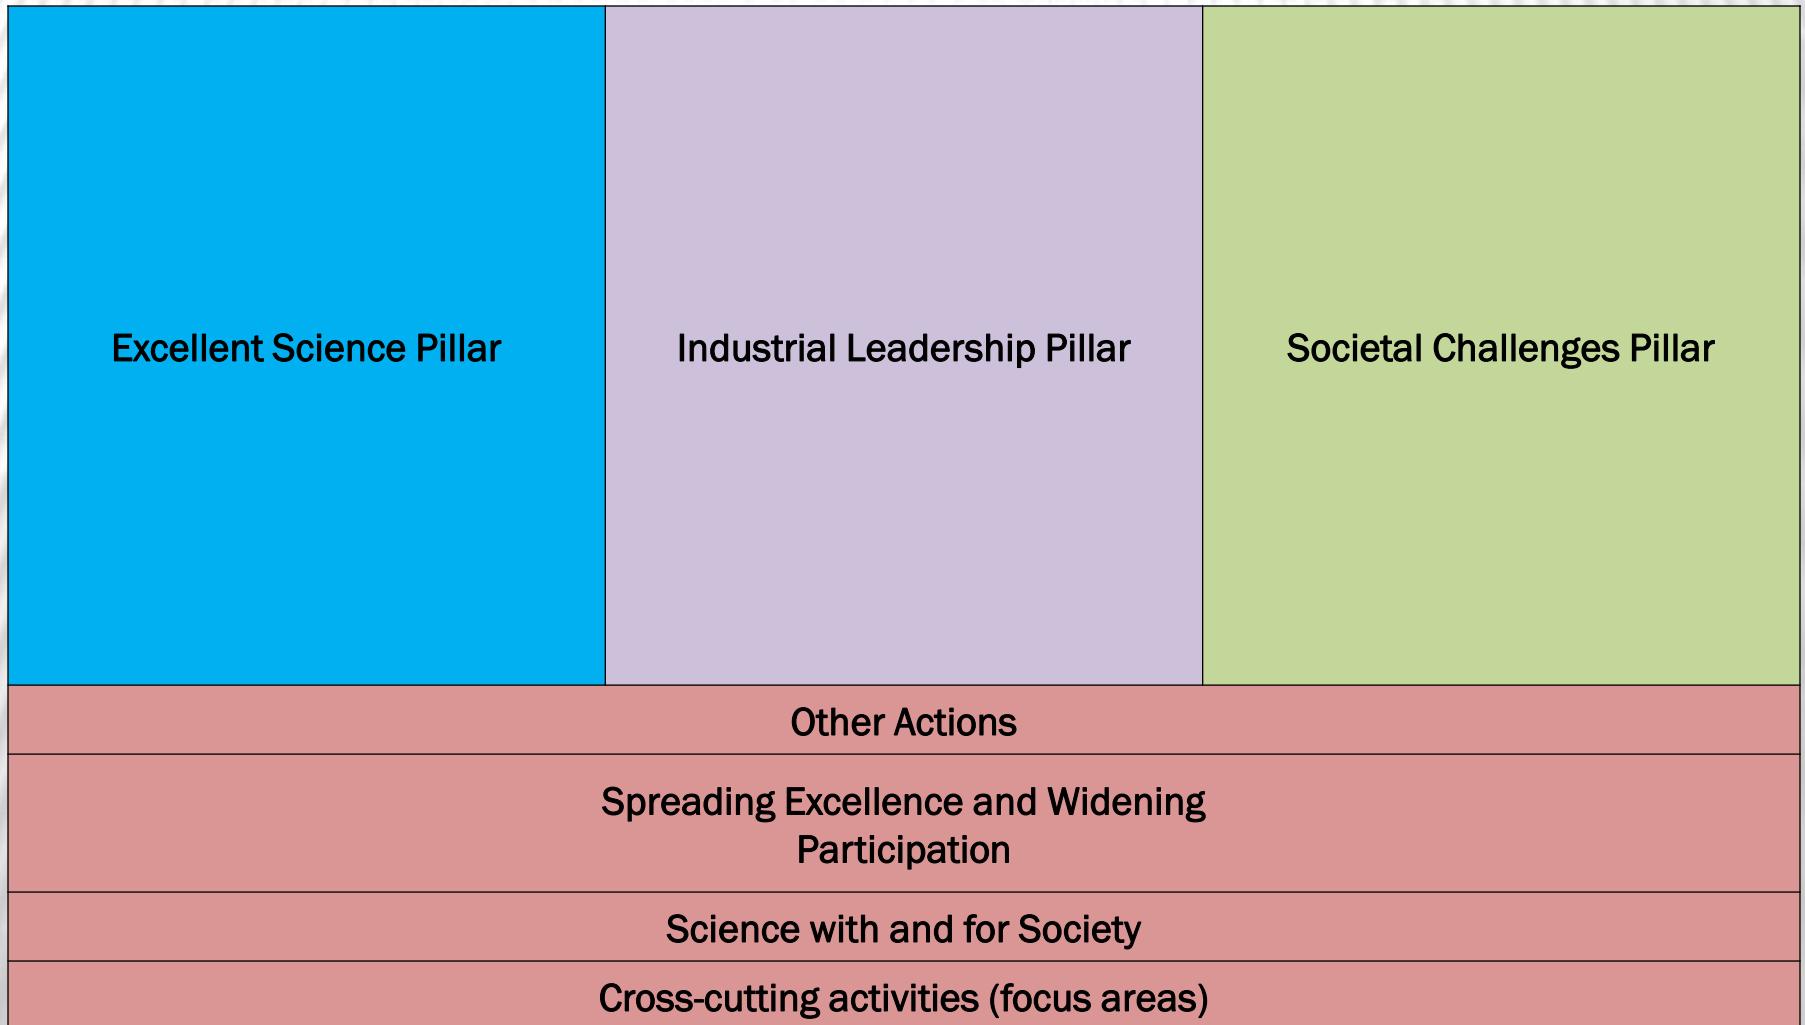 Excellent Science Pillar
Industrial Leadership Pillar
Societal Challenges Pillar
Other Actions
Spreading Excellence and Widening
Participation
Science with and for Society
Cross-cutting activities (focus areas)